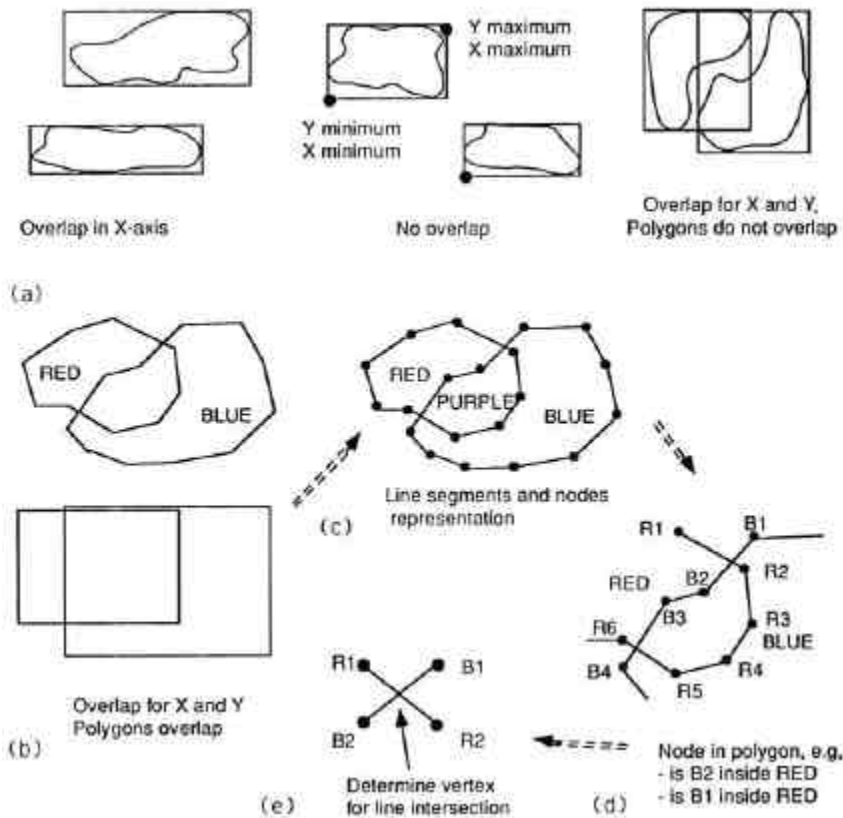 Y maximum
X maximum
Y minimum
X minimum
Overlap in X-axis
No overlap
Overlap for X and Y,
Polygons do not overlap
(a)
RED
BLUE
RED
PURPLE
BLUE
(c)
Line segments and nodes
representation
R1
B1
RED
B2
R2
B3
R3
BLUE
R6
B4
R4
R5
Overlap for X and Y
Polygons overlap
(b)
R1
B1
B2
R2
Determine vertex
for line intersection
(e)
Node in polygon, e.g,
- is B2 inside RED
- is B1 inside RED
(d)